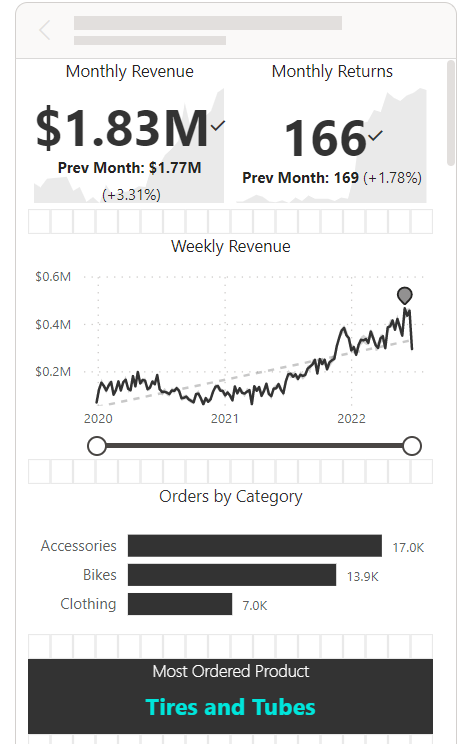 Monthly Revenue
Monthly Returns
$1.83M
166
Prev Month: $1.77M
(+3.31%)
Prev Month: 169 (+1.78%)
Weekly Revenue
$0.6M
$0.4M
$0.2M
2020
2021
2022
Orders by Category
Accessories
17.0K
Bikes
13.9K
Clothing
7.0K
Most Ordered Product
Tires and Tubes